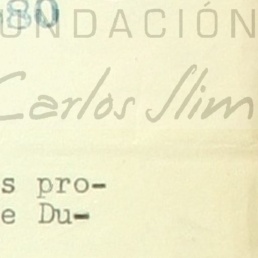 80
FUNDACIÓN
Carlos Slim
s pro-
e Du-